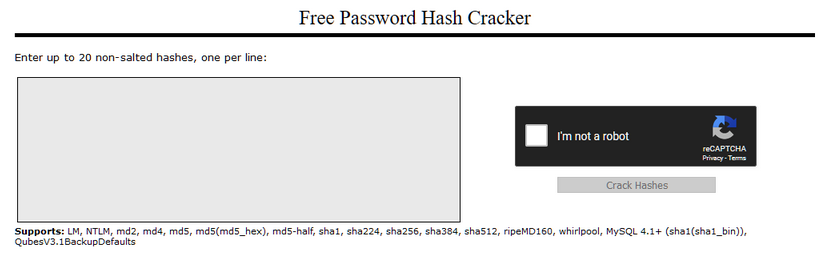 Free Password Hash Cracker
Enter up to 20 non-salted hashes, one per line:
I'm not a robot
reCAPTCHA
Privacy - Terms
Crack Hashes
Supports: LM, NTLM, md2, md4, md5, md5(md5_hex), md5-half, sha1, sha224, sha256, sha384, sha512, ripeMD160, whirlpool, MySQL 4.1+ (sha1(sha1_bin)),
QubesV3.1BackupDefaults